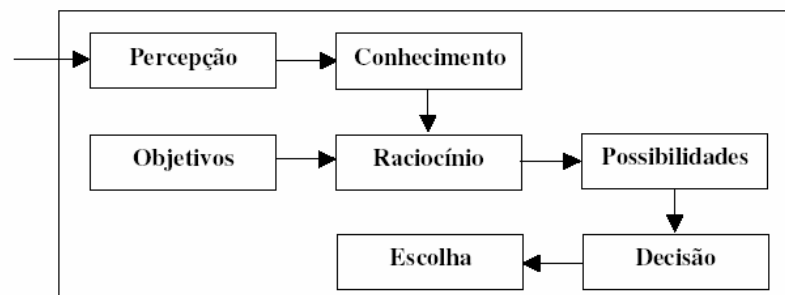 Percepção
Conhecimento
Objetivos
Raciocínio
Possibilidades
Escolha
Decisão